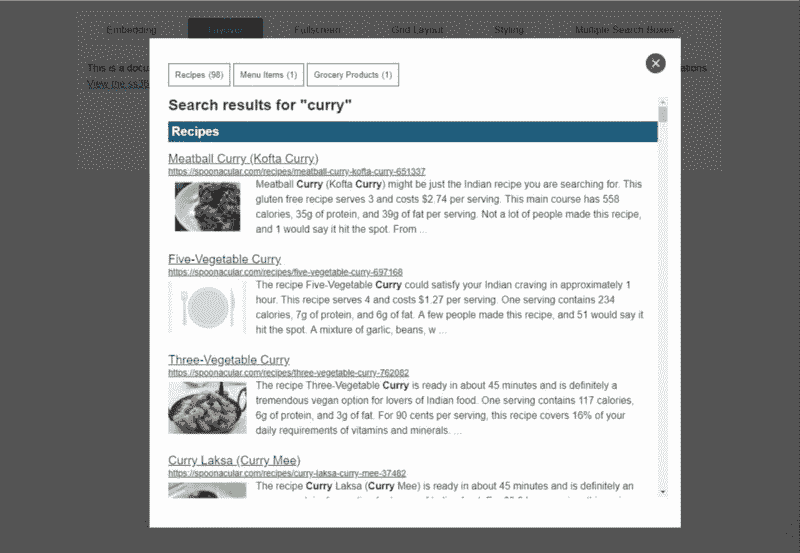 Embedding Layover Fullscreen Grid Layout Styling Multiple Search Boxes
This is a docu
View the ss36
Recipes (98) Menu Items (1) Grocery Products (1)
Search results for "curry"
Recipes
Meatball Curry (Kofta Curry)
https://spoonacular.com/recipes/meatball-curry-kofta-curry-651337
Meatball Curry (Kofta Curry) might be just the Indian recipe you are searching for. This
gluten free recipe serves 3 and costs $2.74 per serving. This main course has 558
calories, 35g of protein, and 39g of fat per serving. Not a lot of people made this recipe,
and 1 would say it hit the spot. From ...
Five-Vegetable Curry
https://spoonacular.com/recipes/five-vegetable-curry-697168
The recipe Five-Vegetable Curry could satisfy your Indian craving in approximately 1
hour. This recipe serves 4 and costs $1.27 per serving. One serving contains 234
calories, 7g of protein, and 6g of fat. A few people made this recipe, and 51 would say it
hit the spot. A mixture of garlic, beans, w ...
Three-Vegetable Curry
https://spoonacular.com/recipes/three-vegetable-curry-762082
The recipe Three-Vegetable Curry is ready in about 45 minutes and is definitely a
tremendous vegan option for lovers of Indian food. One serving contains 117 calories,
6g of protein, and 3g of fat. For 90 cents per serving, this recipe covers 16% of your
daily requirements of vitamins and minerals. ...
Curry Laksa (Curry Mee)
https://spoonacular.com/recipes/curry-laksa-curry-mee-37482
The recipe Curry Laksa (Curry Mee) is ready in about 45 minutes and is definitely an